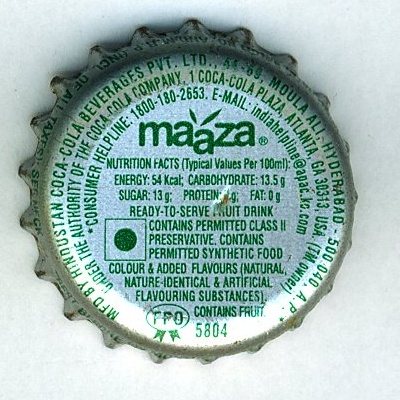 MFD BY HINDUSTAN COCA-COLA BEVERAGES PVT. LTD., 44-69, MOULA ALI, HYDERABAD - 500 040. A.P.*
UNDER THE AUTHORITY OF THE COCA-COLA COMPANY, 1 COCA-COLA PLAZA, ATLANTA, GA 30313, USA. (TM owner)
*CONSUMER HELPLINE: 1800-180-2653. E-MAIL: indiahelpline@apac.ko.com
maaza®
NUTRITION FACTS (Typical Values Per 100ml):
ENERGY: 54 Kcal; CARBOHYDRATE: 13.5 g
SUGAR: 13 g; PROTEIN: g; FAT: 0 g
READY-TO-SERVE FRUIT DRINK
CONTAINS PERMITTED CLASS II
PRESERVATIVE. CONTAINS
PERMITTED SYNTHETIC FOOD
COLOUR & ADDED FLAVOURS (NATURAL,
NATURE-IDENTICAL & ARTIFICIAL
FLAVOURING SUBSTANCES).
FPO CONTAINS FRUIT
5804